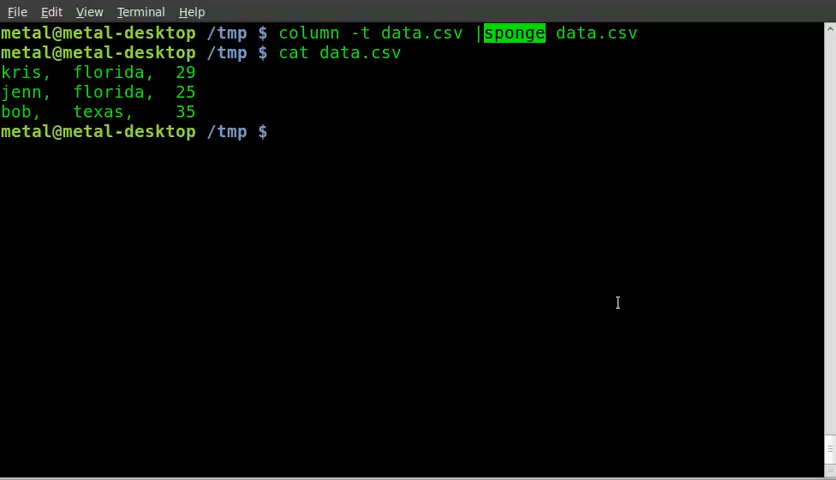 File Edit View Terminal Help
metal@metal-desktop /tmp $ column -t data.csv |sponge data.csv
metal@metal-desktop /tmp $ cat data.csv
kris,  florida,  29
jenn,  florida,  25
bob,   texas,    35
metal@metal-desktop /tmp $